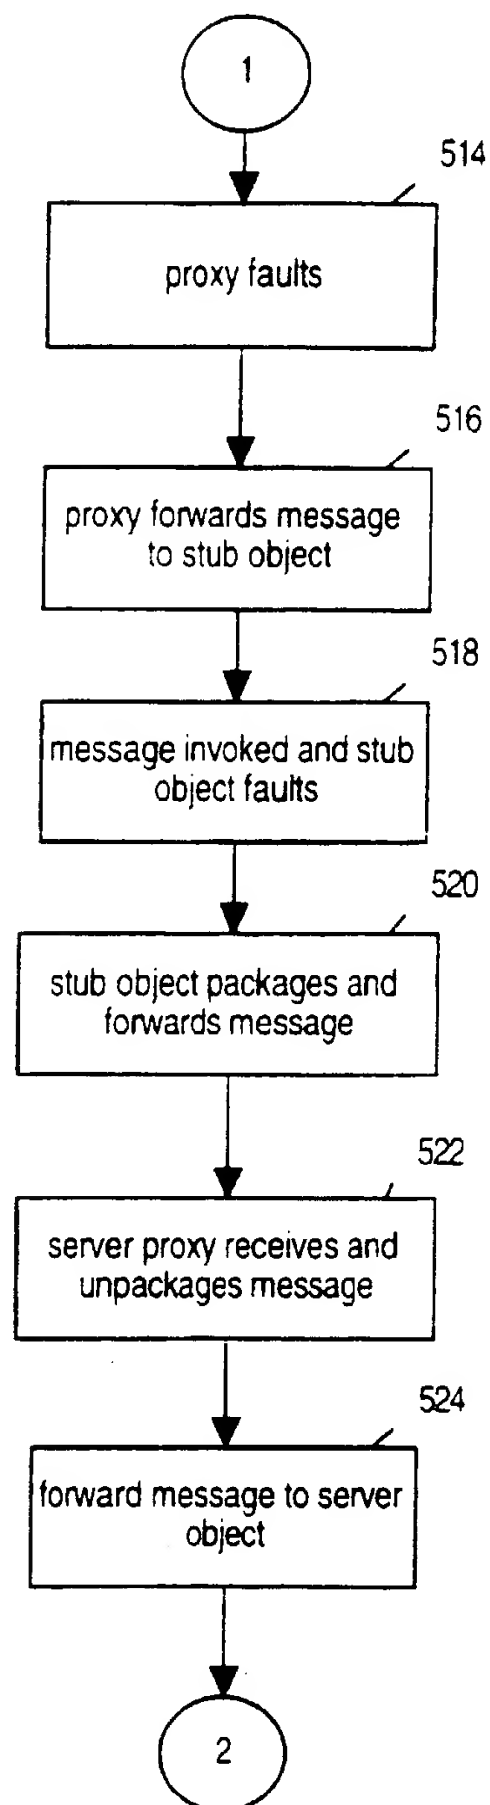 1
514
proxy faults
516
proxy forwards message
to stub object
518
message invoked and stub
object faults
520
stub object packages and
forwards message
522
server proxy receives and
unpackages message
524
forward message to server
object
2